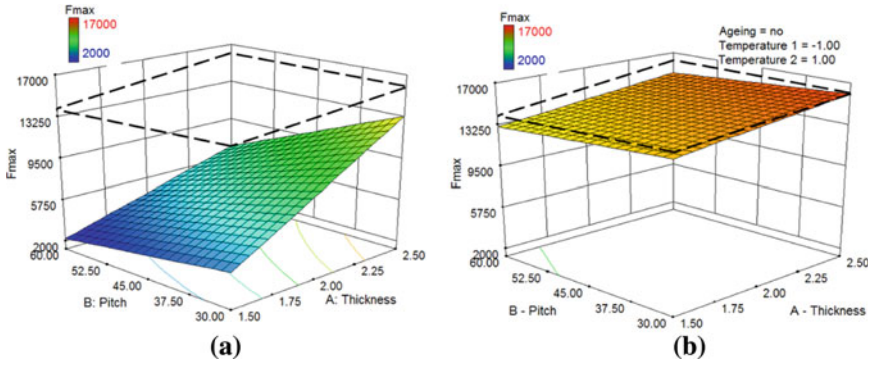 Fmax
17000
2000
17000
13250
9500
5750
2000
Fmax
60.00
52.50
45.00
37.50
30.00
B: Pitch
1.50
1.75
2.00
2.25
2.50
A: Thickness
(a)
Fmax
17000
2000
Ageing = no
Temperature 1 = -1.00
Temperature 2 = 1.00
17000
13250
9500
5750
2000
Fmax
60.00
52.50
45.00
37.50
30.00
B - Pitch
1.50
1.75
2.00
2.25
2.50
A - Thickness
(b)